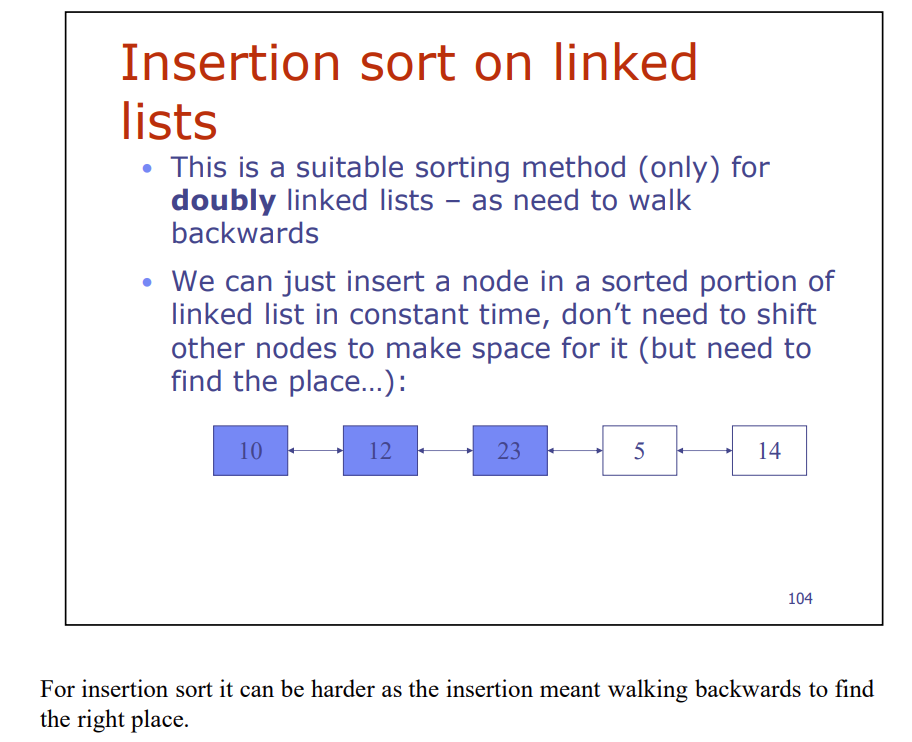 Insertion sort on linked
lists
• This is a suitable sorting method (only) for
doubly linked lists – as need to walk
backwards
• We can just insert a node in a sorted portion of
linked list in constant time, don’t need to shift
other nodes to make space for it (but need to
find the place…):
10 12 23 5 14
104
For insertion sort it can be harder as the insertion meant walking backwards to find
the right place.